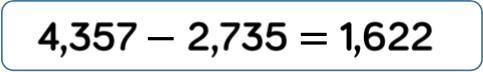 4,357 − 2,735 = 1,622